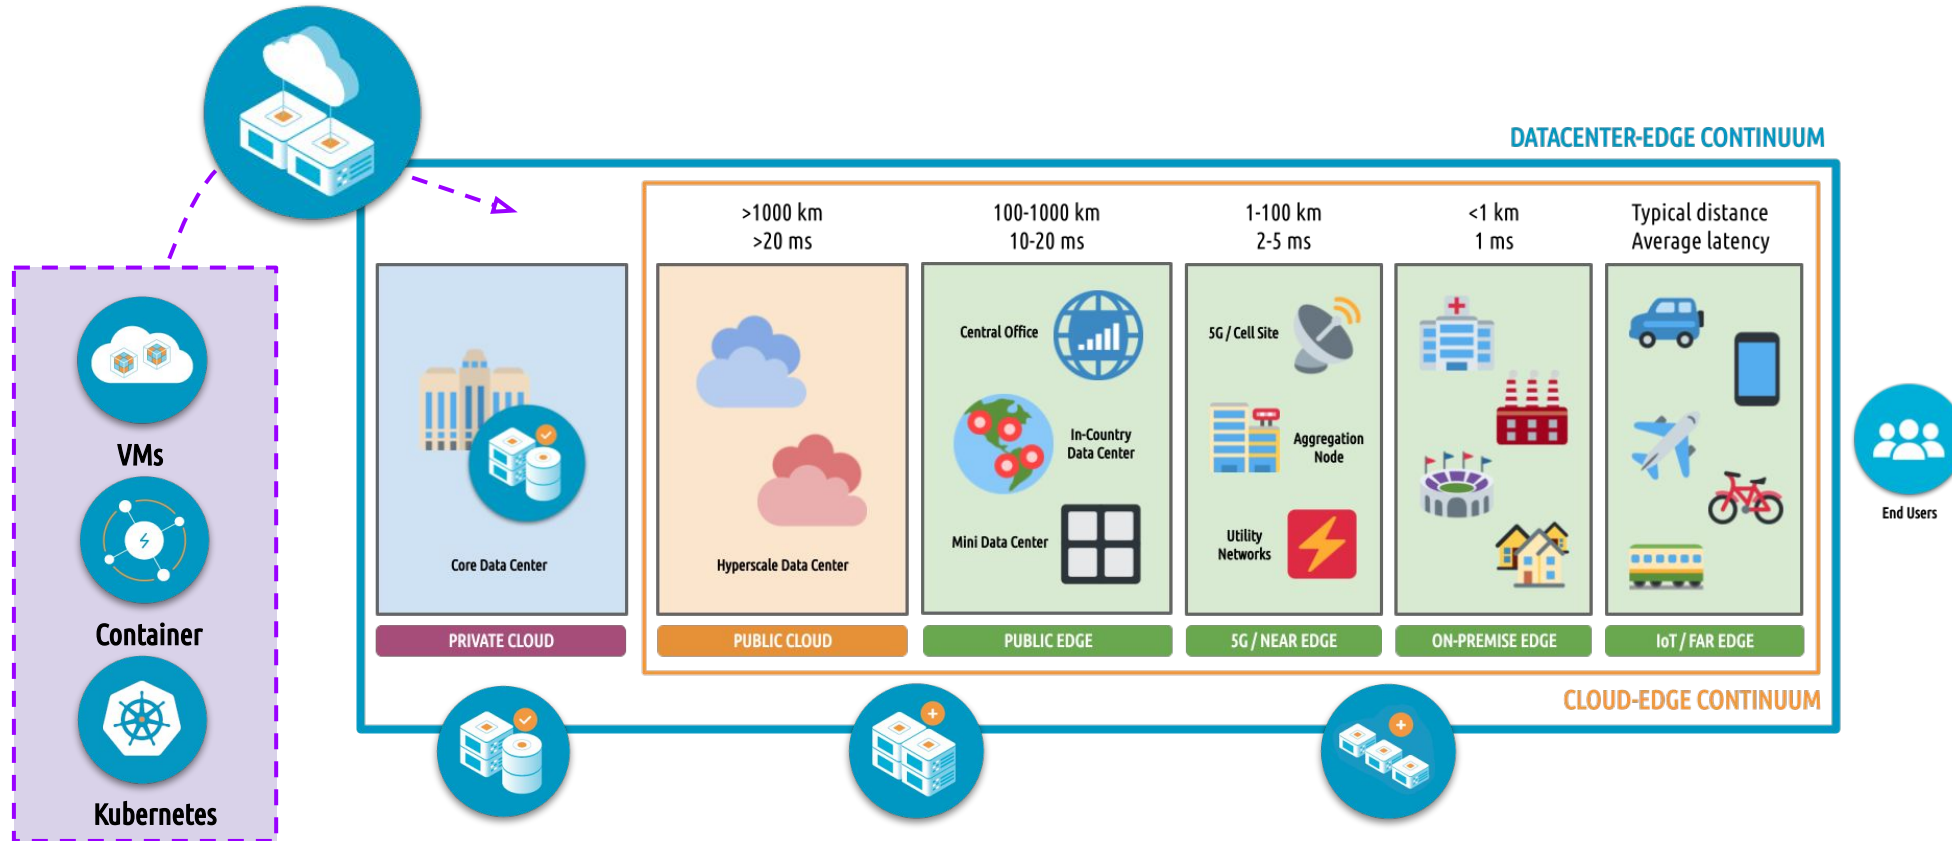 DATACENTER-EDGE CONTINUUM
>1000 km
>20 ms
100-1000 km
10-20 ms
1-100 km
2-5 ms
<1 km
1 ms
Typical distance
Average latency
VMs
Container
Kubernetes
Core Data Center
PRIVATE CLOUD
Hyperscale Data Center
PUBLIC CLOUD
Central Office
In-Country
Data Center
Mini Data Center
PUBLIC EDGE
5G / Cell Site
Aggregation
Node
Utility
Networks
5G / NEAR EDGE
ON-PREMISE EDGE
IoT / FAR EDGE
End Users
CLOUD-EDGE CONTINUUM